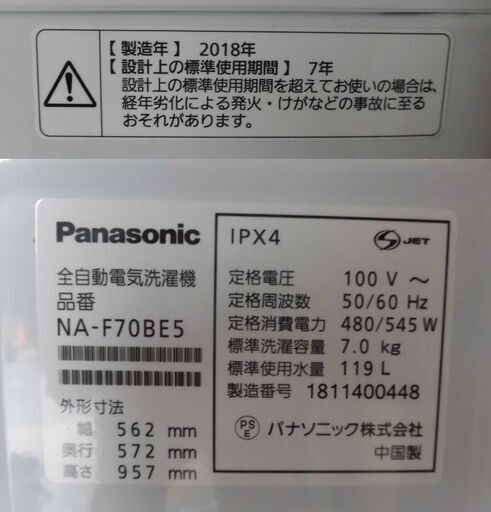 【製造年】 2018年
【設計上の標準使用期間】 7年
設計上の標準使用期間を超えてお使いの場合は、
経年劣化による発火・けがなどの事故に至る
おそれがあります。
Panasonic
全自動電気洗濯機
品番
NA-F70BE5
外形寸法
幅 562 mm
奥行 572 mm
高さ 957 mm
IPX4
S JET
定格電圧 100 V ～
定格周波数 50/60 Hz
定格消費電力 480/545 W
標準洗濯容量 7.0 kg
標準使用水量 119 L
製造番号 1811400448
PS E パナソニック株式会社
中国製